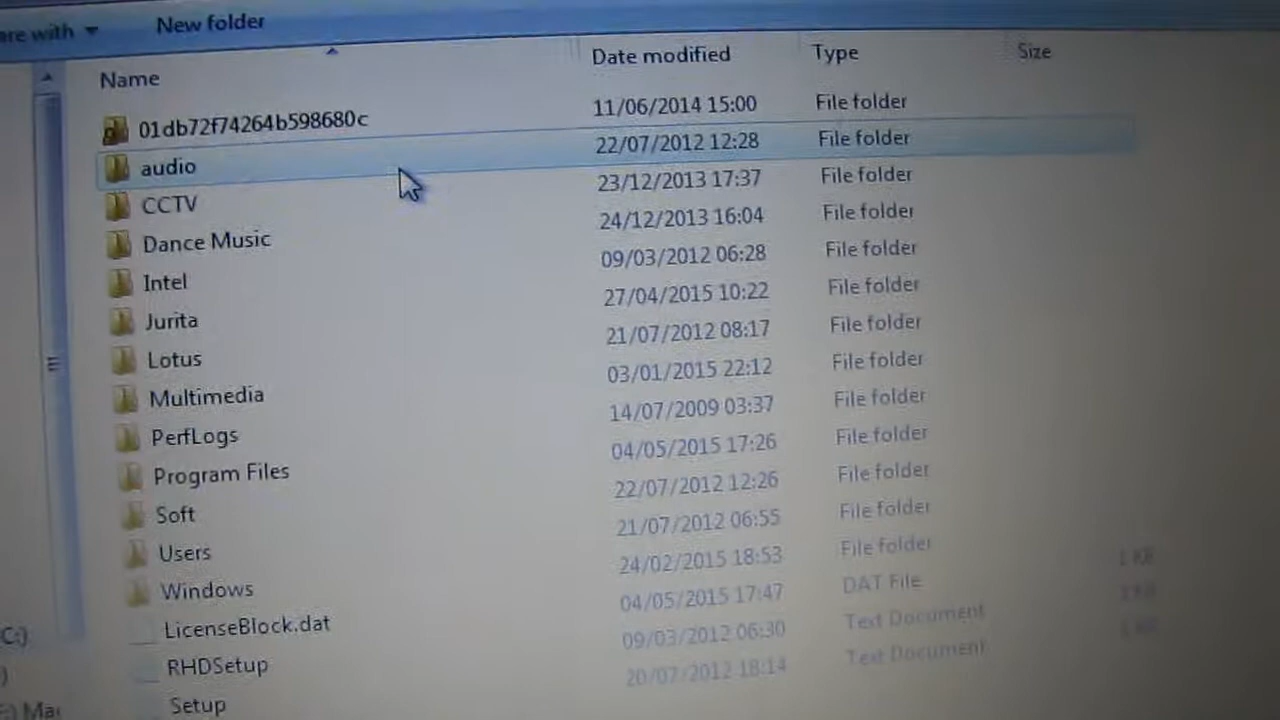 are with New folder
Name Date modified Type Size
01db72f74264b598680c 11/06/2014 15:00 File folder
audio 22/07/2012 12:28 File folder
CCTV 23/12/2013 17:37 File folder
Dance Music 24/12/2013 16:04 File folder
Intel 09/03/2012 06:28 File folder
Jurita 27/04/2015 10:22 File folder
Lotus 21/07/2012 08:17 File folder
Multimedia 03/01/2015 22:12 File folder
PerfLogs 14/07/2009 03:37 File folder
Program Files 04/05/2015 17:26 File folder
Soft 22/07/2012 12:26 File folder
Users 21/07/2012 06:55 File folder
Windows 24/02/2015 18:53 File folder
C:) LicenseBlock.dat 04/05/2015 17:47 DAT File 1 KB
) RHDSetup 09/03/2012 06:30 Text Document
Setup 20/07/2012 18:14 Text Document